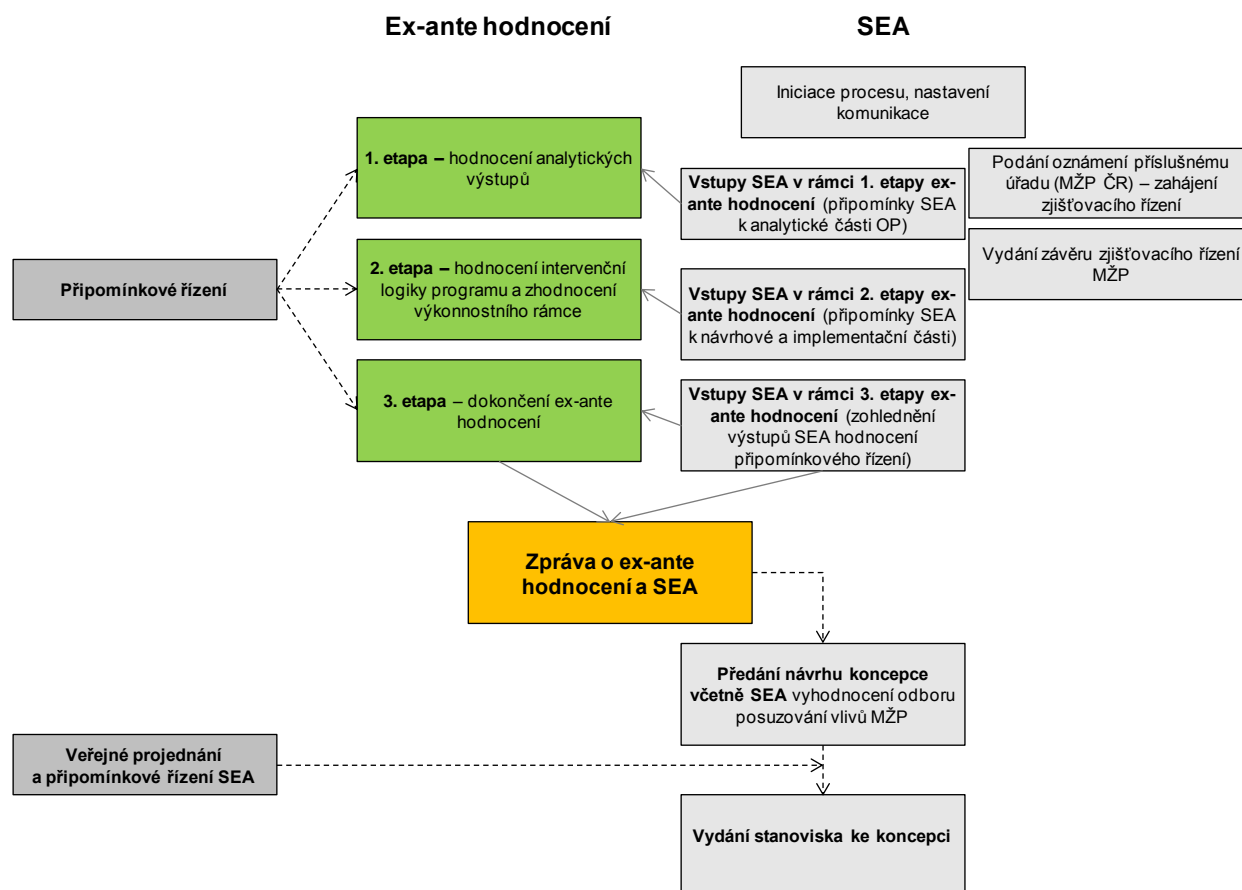 Ex-ante hodnocení
SEA
Iniciace procesu, nastavení
komunikace
1. etapa – hodnocení analytických
výstupů
Vstupy SEA v rámci 1. etapy ex-
ante hodnocení (připomínky SEA
k analytické části OP)
Podání oznámení příslušnému
úřadu (MŽP ČR) – zahájení
zjišťovacího řízení
Vydání závěru zjišťovacího řízení
MŽP
Připomínkové řízení
2. etapa – hodnocení intervenční
logiky programu a zhodnocení
výkonnostního rámce
Vstupy SEA v rámci 2. etapy ex-
ante hodnocení (připomínky SEA
k návrhové a implementační části)
3. etapa – dokončení ex-ante
hodnocení
Vstupy SEA v rámci 3. etapy ex-
ante hodnocení (zohlednění
výstupů SEA hodnocení
připomínkového řízení)
Zpráva o ex-ante
hodnocení a SEA
Předání návrhu koncepce
včetně SEA vyhodnocení odboru
posuzování vlivů MŽP
Veřejné projednání
a připomínkové řízení SEA
Vydání stanoviska ke koncepci